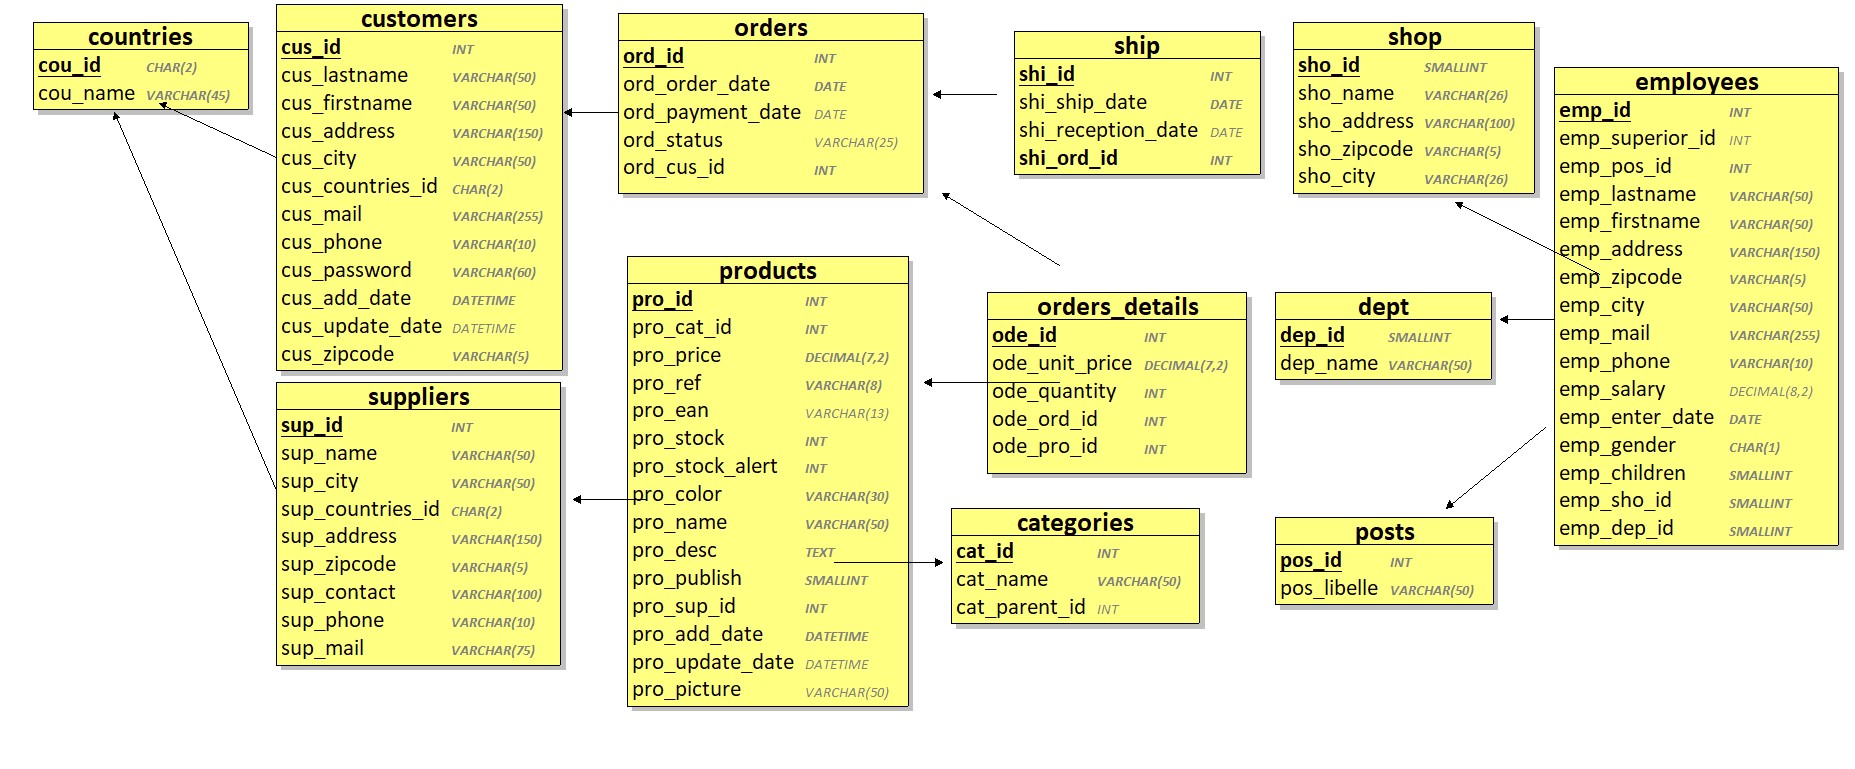 countries
cou_id CHAR(2)
cou_name VARCHAR(45)
customers
cus_id INT
cus_lastname VARCHAR(50)
cus_firstname VARCHAR(50)
cus_address VARCHAR(150)
cus_city VARCHAR(50)
cus_countries_id CHAR(2)
cus_mail VARCHAR(255)
cus_phone VARCHAR(10)
cus_password VARCHAR(60)
cus_add_date DATETIME
cus_update_date DATETIME
cus_zipcode VARCHAR(5)
suppliers
sup_id INT
sup_name VARCHAR(50)
sup_city VARCHAR(50)
sup_countries_id CHAR(2)
sup_address VARCHAR(150)
sup_zipcode VARCHAR(5)
sup_contact VARCHAR(100)
sup_phone VARCHAR(10)
sup_mail VARCHAR(75)
orders
ord_id INT
ord_order_date DATE
ord_payment_date DATE
ord_status VARCHAR(25)
ord_cus_id INT
products
pro_id INT
pro_cat_id INT
pro_price DECIMAL(7,2)
pro_ref VARCHAR(8)
pro_ean VARCHAR(13)
pro_stock INT
pro_stock_alert INT
pro_color VARCHAR(30)
pro_name VARCHAR(50)
pro_desc TEXT
pro_publish SMALLINT
pro_sup_id INT
pro_add_date DATETIME
pro_update_date DATETIME
pro_picture VARCHAR(50)
ship
shi_id INT
shi_ship_date DATE
shi_reception_date DATE
shi_ord_id INT
orders_details
ode_id INT
ode_unit_price DECIMAL(7,2)
ode_quantity INT
ode_ord_id INT
ode_pro_id INT
categories
cat_id INT
cat_name VARCHAR(50)
cat_parent_id INT
shop
sho_id SMALLINT
sho_name VARCHAR(26)
sho_address VARCHAR(100)
sho_zipcode VARCHAR(5)
sho_city VARCHAR(26)
dept
dep_id SMALLINT
dep_name VARCHAR(50)
posts
pos_id INT
pos_libelle VARCHAR(50)
employees
emp_id INT
emp_superior_id INT
emp_pos_id INT
emp_lastname VARCHAR(50)
emp_firstname VARCHAR(50)
emp_address VARCHAR(150)
emp_zipcode VARCHAR(5)
emp_city VARCHAR(50)
emp_mail VARCHAR(255)
emp_phone VARCHAR(10)
emp_salary DECIMAL(8,2)
emp_enter_date DATE
emp_gender CHAR(1)
emp_children SMALLINT
emp_sho_id SMALLINT
emp_dep_id SMALLINT